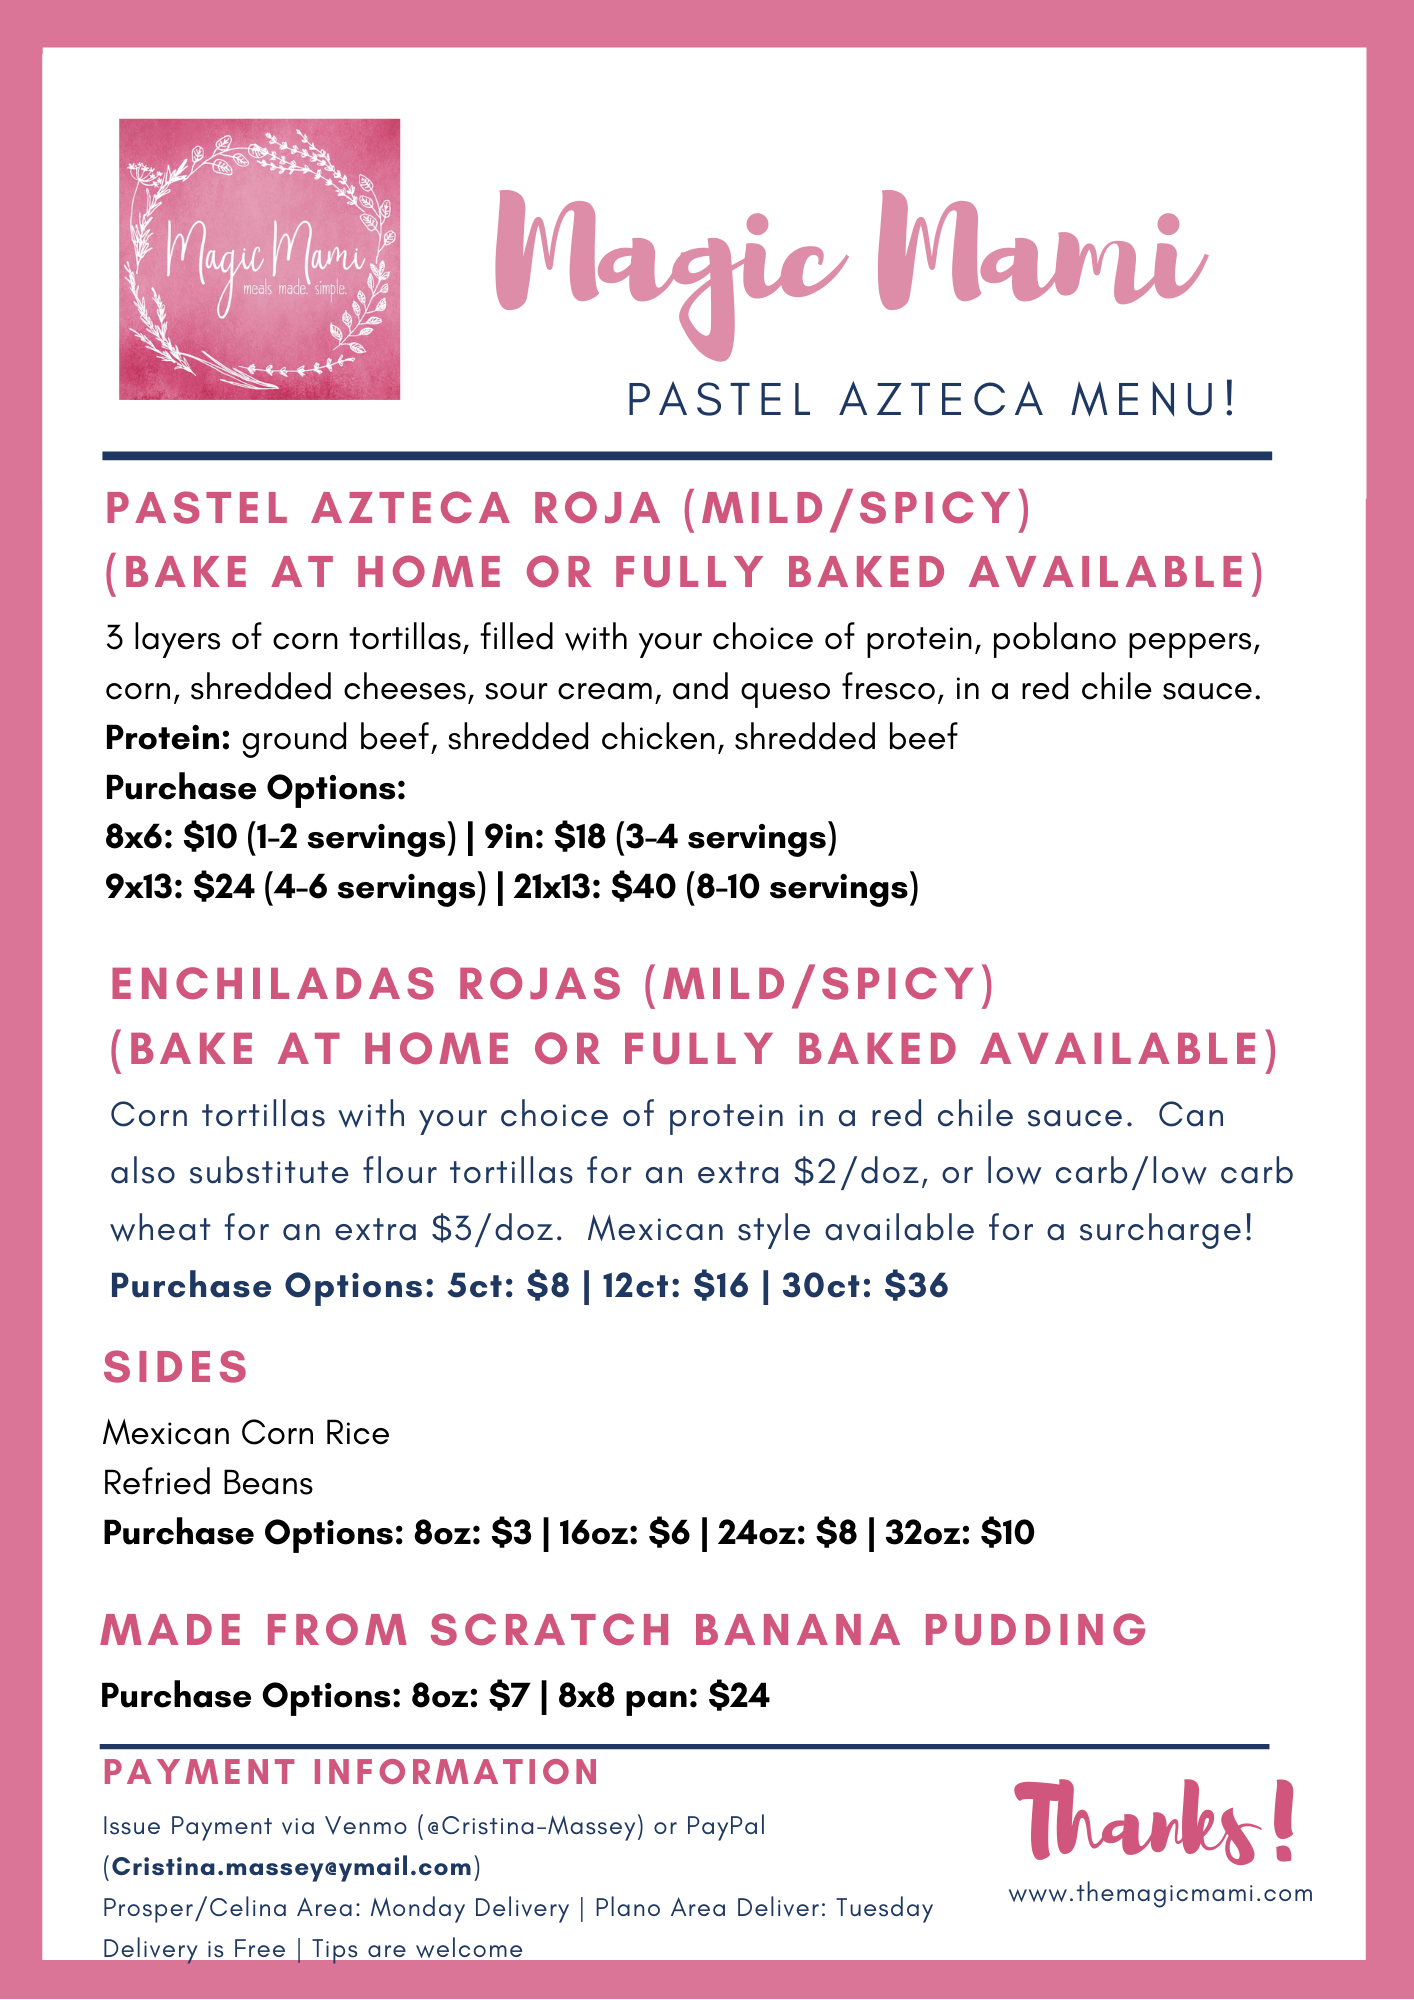 Magic Mami
meals made. simple.
Magic Mami
PASTEL AZTECA MENU!
PASTEL AZTECA ROJA (MILD/SPICY)
(BAKE AT HOME OR FULLY BAKED AVAILABLE)
3 layers of corn tortillas, filled with your choice of protein, poblano peppers,
corn, shredded cheeses, sour cream, and queso fresco, in a red chile sauce.
Protein: ground beef, shredded chicken, shredded beef
Purchase Options:
8x6: $10 (1-2 servings) | 9in: $18 (3-4 servings)
9x13: $24 (4-6 servings) | 21x13: $40 (8-10 servings)
ENCHILADAS ROJAS (MILD/SPICY)
(BAKE AT HOME OR FULLY BAKED AVAILABLE)
Corn tortillas with your choice of protein in a red chile sauce.  Can
also substitute flour tortillas for an extra $2/doz, or low carb/low carb
wheat for an extra $3/doz.  Mexican style available for a surcharge!
Purchase Options: 5ct: $8 | 12ct: $16 | 30ct: $36
SIDES
Mexican Corn Rice
Refried Beans
Purchase Options: 8oz: $3 | 16oz: $6 | 24oz: $8 | 32oz: $10
MADE FROM SCRATCH BANANA PUDDING
Purchase Options: 8oz: $7 | 8x8 pan: $24
PAYMENT INFORMATION
Issue Payment via Venmo (@Cristina-Massey) or PayPal
(Cristina.massey@ymail.com)
Prosper/Celina Area: Monday Delivery | Plano Area Deliver: Tuesday
Delivery is Free | Tips are welcome
Thanks!
www.themagicmami.com